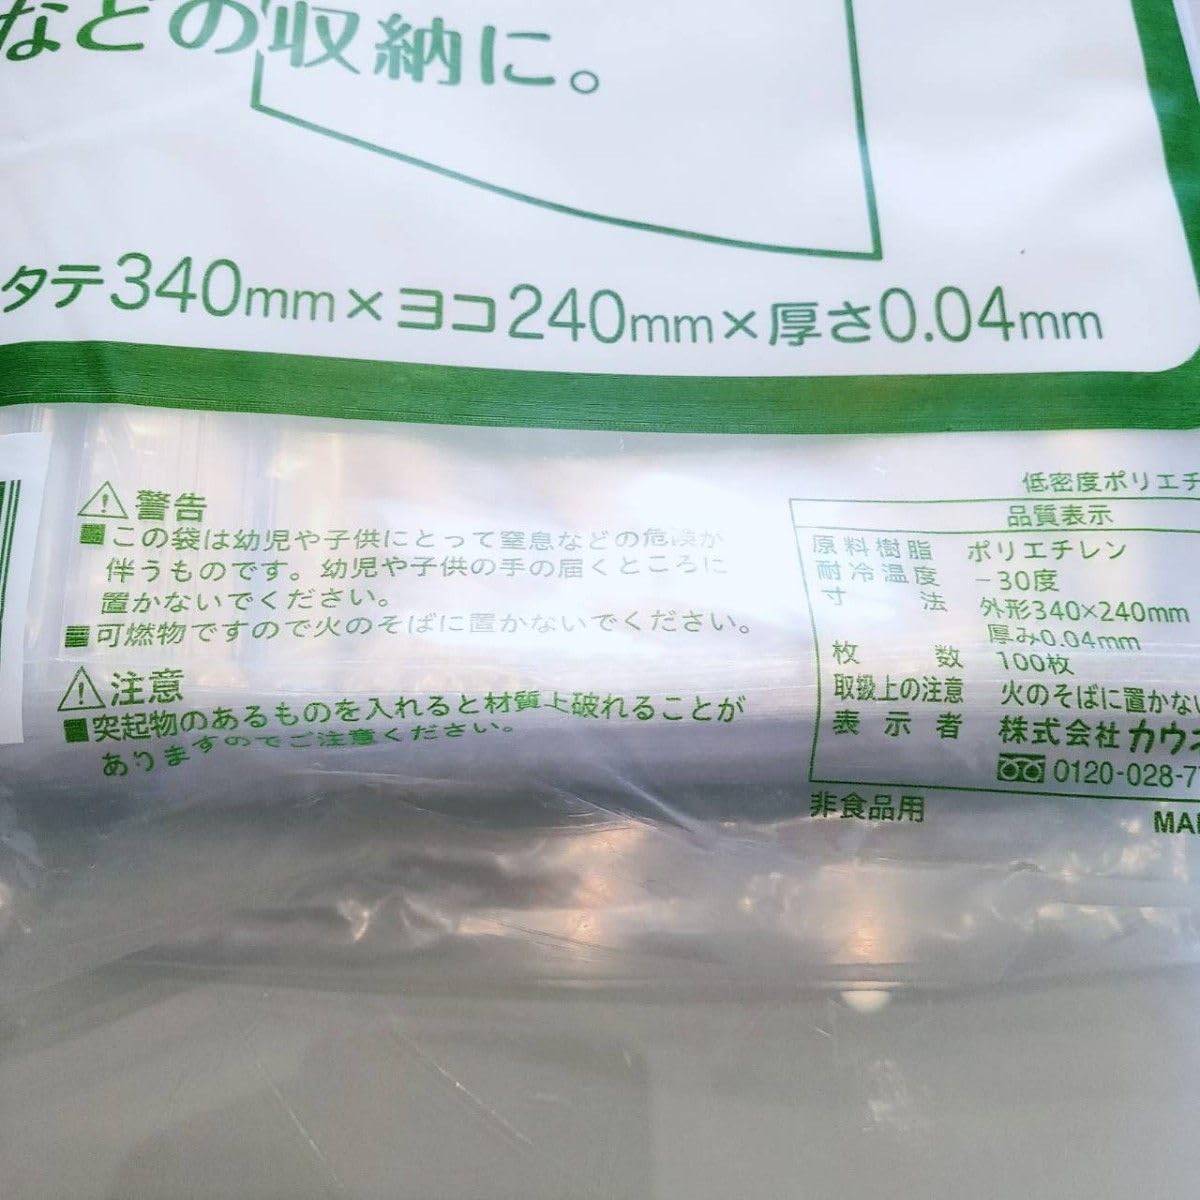 などの収納に。
タテ340mm×ヨコ240mm×厚さ0.04mm
警告
■この袋は幼児や子供にとって窒息などの危険が
伴うものです。幼児や子供の手の届くところに
置かないでください。
■可燃物ですので火のそばに置かないでください。
注意
■突起物のあるものを入れると材質上破れることが
ありますのでご注意ください。
低密度ポリエチ
品質表示
原料樹脂 ポリエチレン
耐冷温度 -30度
寸法 外形340×240mm
厚み0.04mm
枚数 100枚
取扱上の注意 火のそばに置かない
表示者 株式会社カウネ
0120-028-7
非食品用
MA